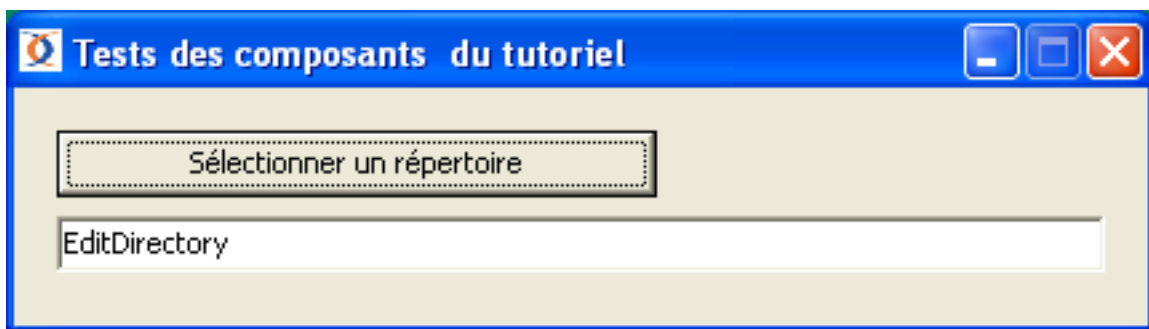 Tests des composants  du tutoriel
Sélectionner un répertoire
EditDirectory